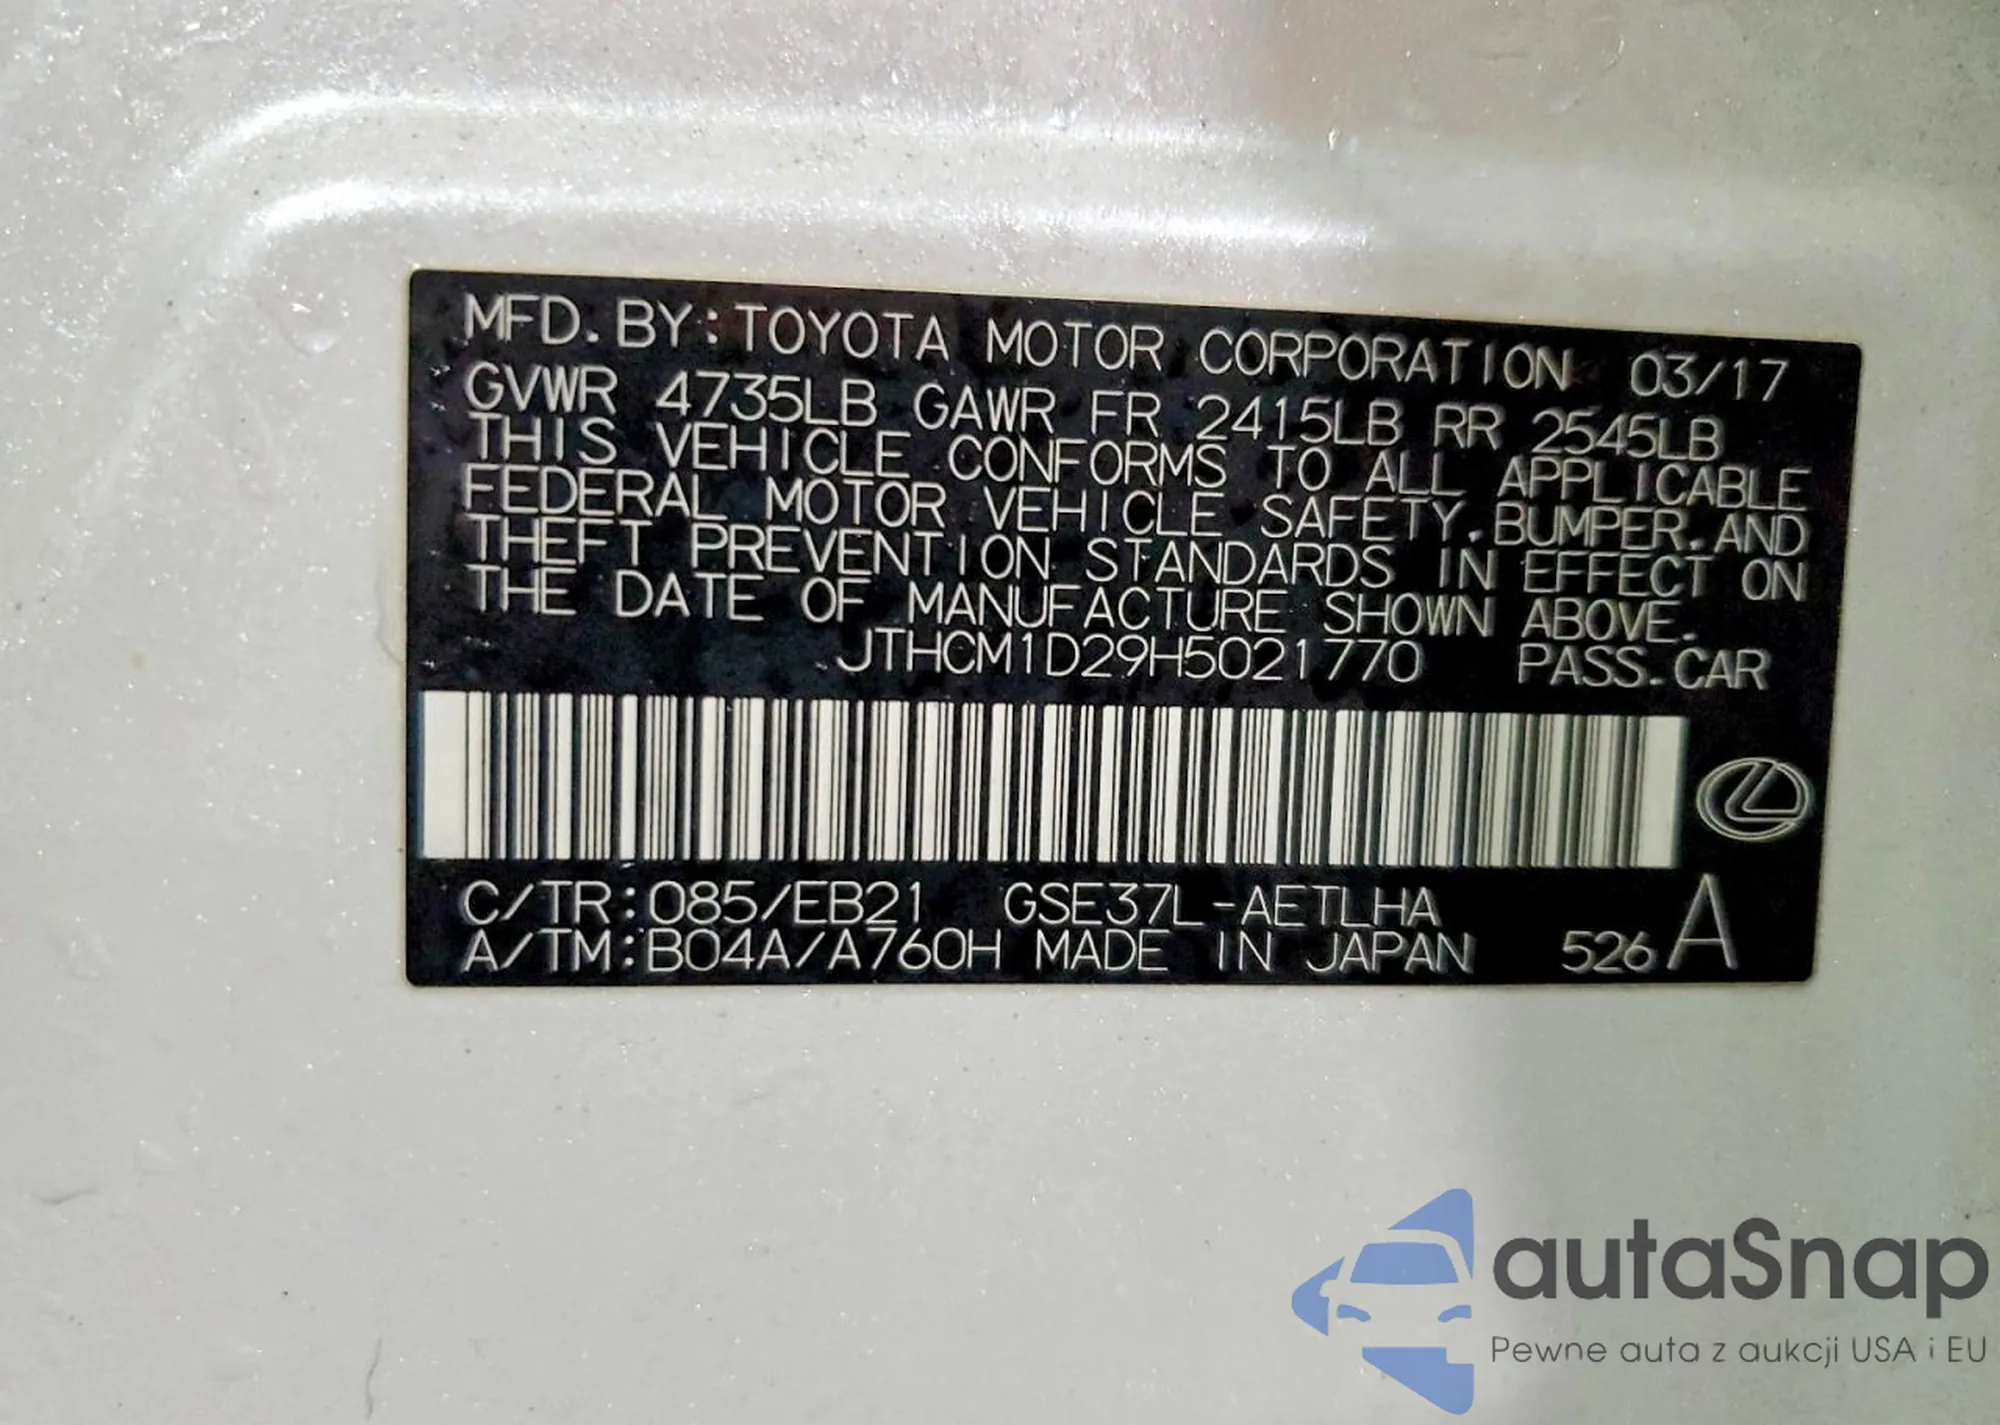 MFD. BY: TOYOTA MOTOR CORPORATION 03/17
GVWR 4735LB GAWR FR 2415LB RR 2545LB
THIS VEHICLE CONFORMS TO ALL APPLICABLE
FEDERAL MOTOR VEHICLE SAFETY, BUMPER, AND
THEFT PREVENTION STANDARDS IN EFFECT ON
THE DATE OF MANUFACTURE SHOWN ABOVE.
JTHCM1D29H5021770 PASS. CAR
C/TR: 085/EB21 GSE37L-AETLHA
A/TM: B04A/A760H MADE IN JAPAN 526 A
autaSnap
Pewne auta z aukcji USA i EU